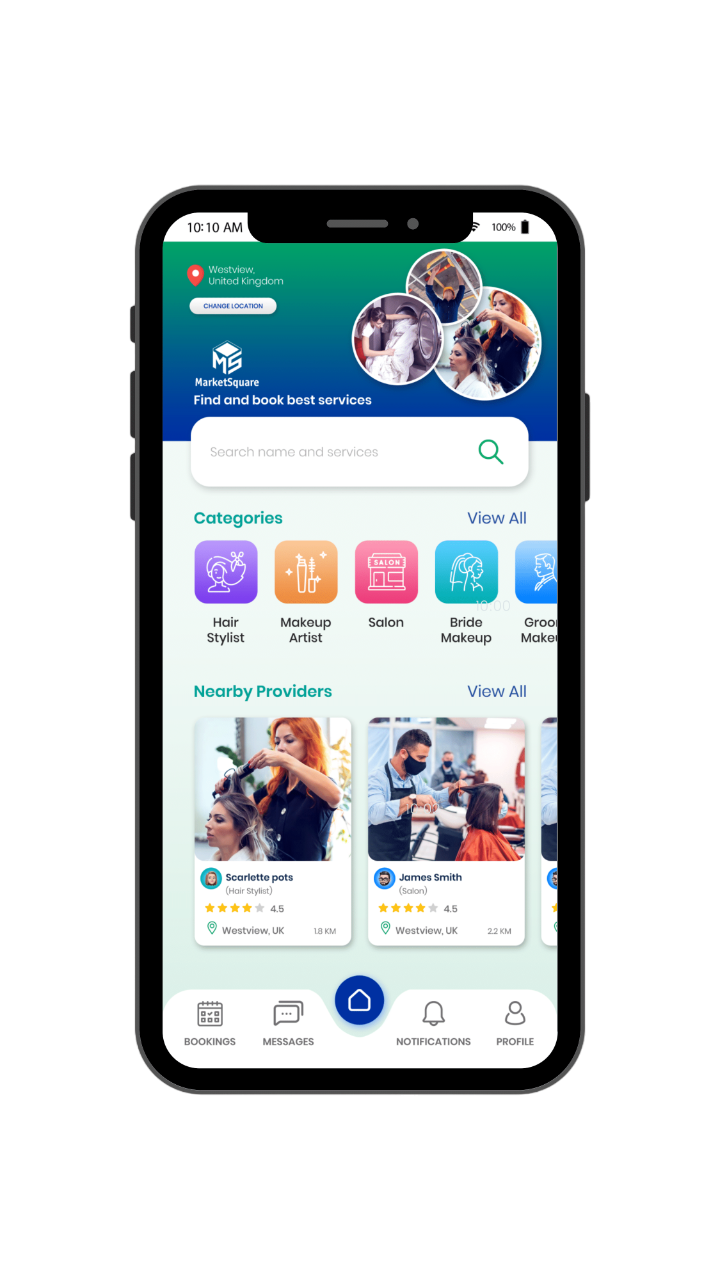 10:10 AM
100%
Westview,
United Kingdom
CHANGE LOCATION
MS
MarketSquare
Find and book best services
Search name and services
Categories
View All
SALON
10:00
Hair
Stylist
Makeup
Artist
Salon
Bride
Makeup
Groo
Make
Nearby Providers
View All
Scarlette pots
(Hair Stylist)
4.5
Westview, UK
1.8 KM
James Smith
(Salon)
4.5
Westview, UK
2.2 KM
BOOKINGS
MESSAGES
NOTIFICATIONS
PROFILE